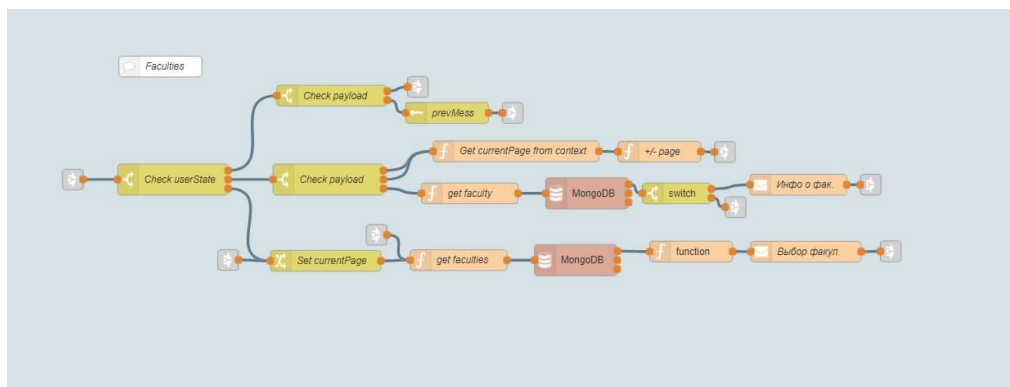 Faculties
Check payload
prevMess
Get currentPage from context
+/- page
Check userState
Check payload
get faculty
MongoDB
switch
Инфо о фак.
Set currentPage
get faculties
MongoDB
function
Выбор факул.